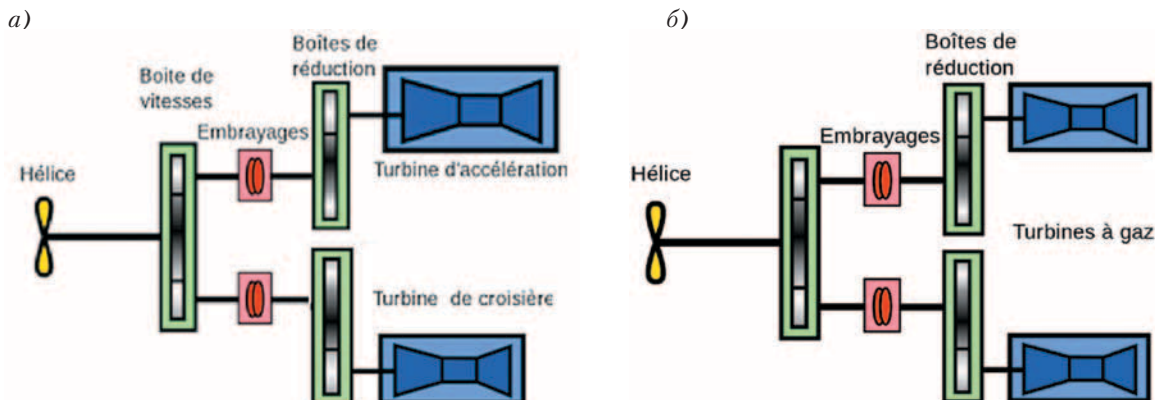 а)
Boîtes de
réduction
Boite de
vitesses
Embrayages
Turbine d'accélération
Hélice
Turbine de croisière
б)
Boîtes de
réduction
Embrayages
Hélice
Turbines à gaz